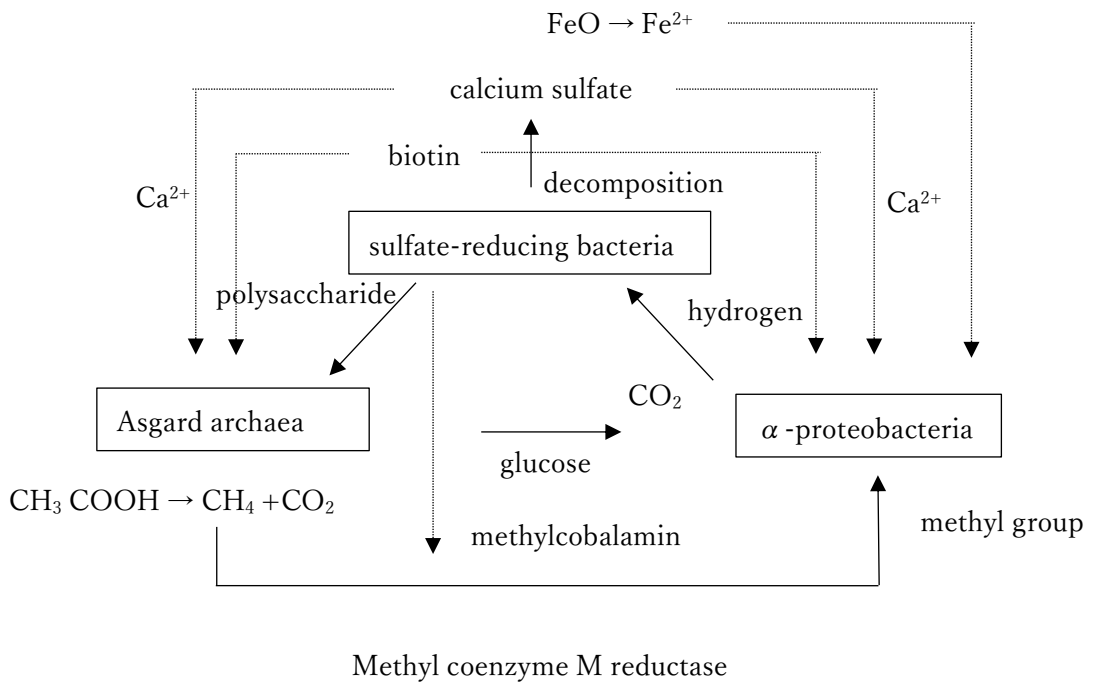 FeO → Fe²⁺
calcium sulfate
biotin
decomposition
Ca²⁺
Ca²⁺
sulfate-reducing bacteria
polysaccharide
hydrogen
CO₂
Asgard archaea
α -proteobacteria
glucose
CH₃ COOH → CH₄ +CO₂
methyl group
methylcobalamin
Methyl coenzyme M reductase